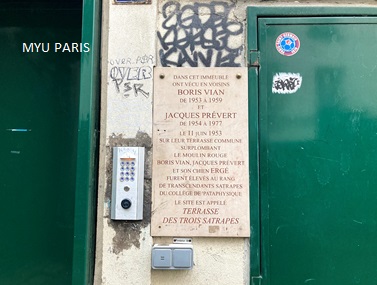 MYU PARIS
DANS CET IMMEUBLE
ONT VÉCU EN VOISINS
BORIS VIAN
DE 1953 À 1959
ET
JACQUES PRÉVERT
DE 1954 À 1977
LE 11 JUIN 1953
SUR LEUR TERRASSE COMMUNE
SURPLOMBANT
LE MOULIN ROUGE
BORIS VIAN, JACQUES PRÉVERT
ET SON CHIEN ERGÉ
FURENT ÉLEVÉS AU RANG
DE TRANSCENDANTS SATRAPES
DU COLLÈGE DE 'PATAPHYSIQUE
LE SITE EST APPELÉ
TERRASSE
DES TROIS SATRAPES